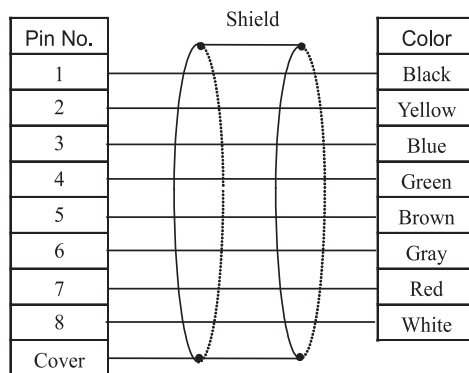 Shield
Pin No. Color
1 Black
2 Yellow
3 Blue
4 Green
5 Brown
6 Gray
7 Red
8 White
Cover